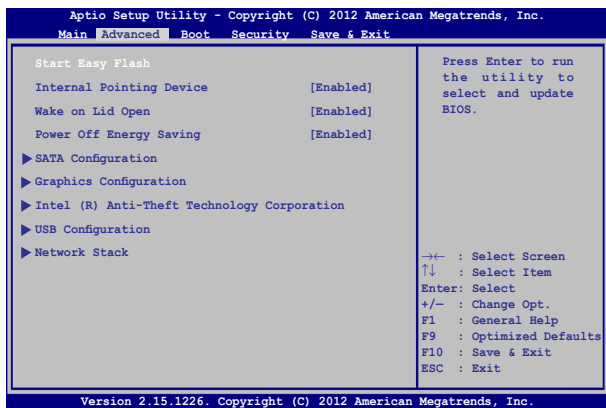 Aptio Setup Utility - Copyright (C) 2012 American Megatrends, Inc.
Main Advanced Boot Security Save & Exit
Start Easy Flash
Internal Pointing Device [Enabled]
Wake on Lid Open [Enabled]
Power Off Energy Saving [Enabled]
SATA Configuration
Graphics Configuration
Intel (R) Anti-Theft Technology Corporation
USB Configuration
Network Stack
Press Enter to run
the utility to
select and update
BIOS.
→← : Select Screen
↑↓ : Select Item
Enter: Select
+/— : Change Opt.
F1 : General Help
F9 : Optimized Defaults
F10 : Save & Exit
ESC : Exit
Version 2.15.1226. Copyright (C) 2012 American Megatrends, Inc.